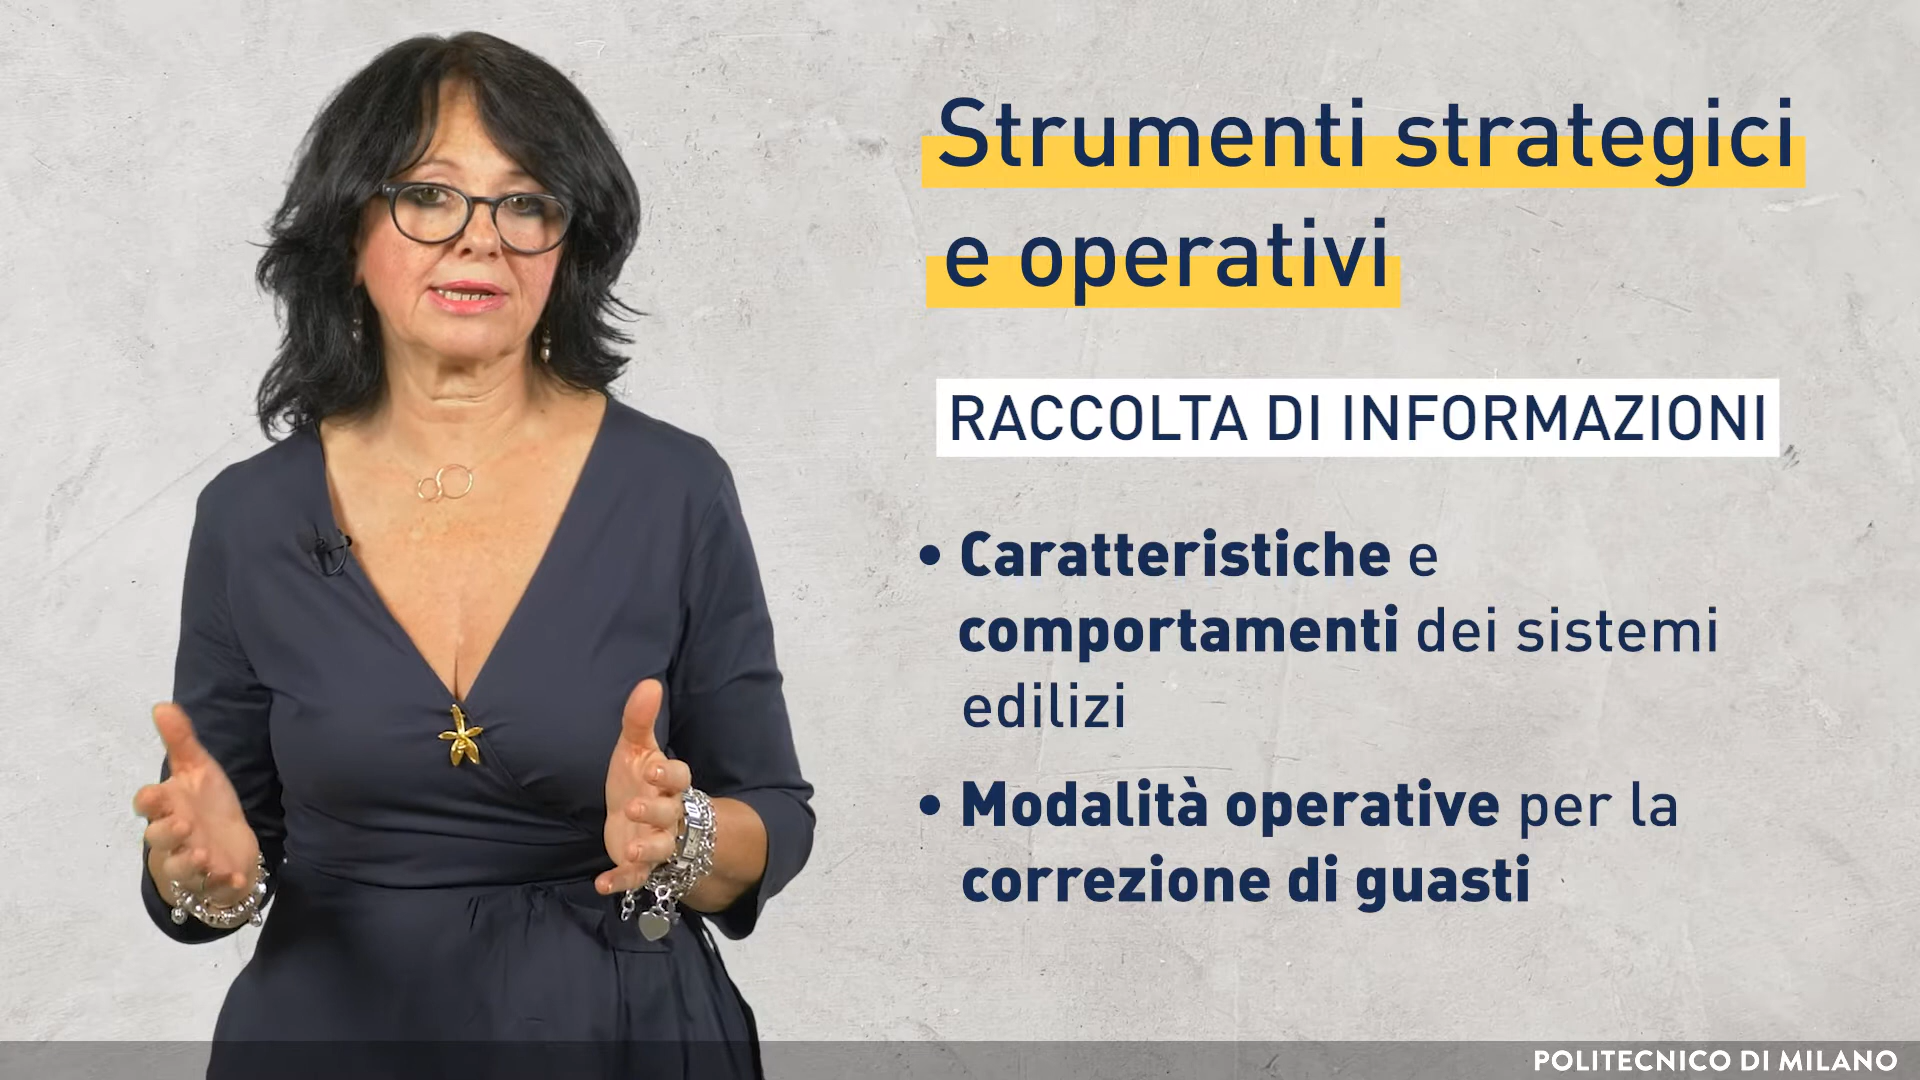 Strumenti strategici
e operativi
RACCOLTA DI INFORMAZIONI
• Caratteristiche e
comportamenti dei sistemi
edilizi
• Modalità operative per la
correzione di guasti
POLITECNICO DI MILANO